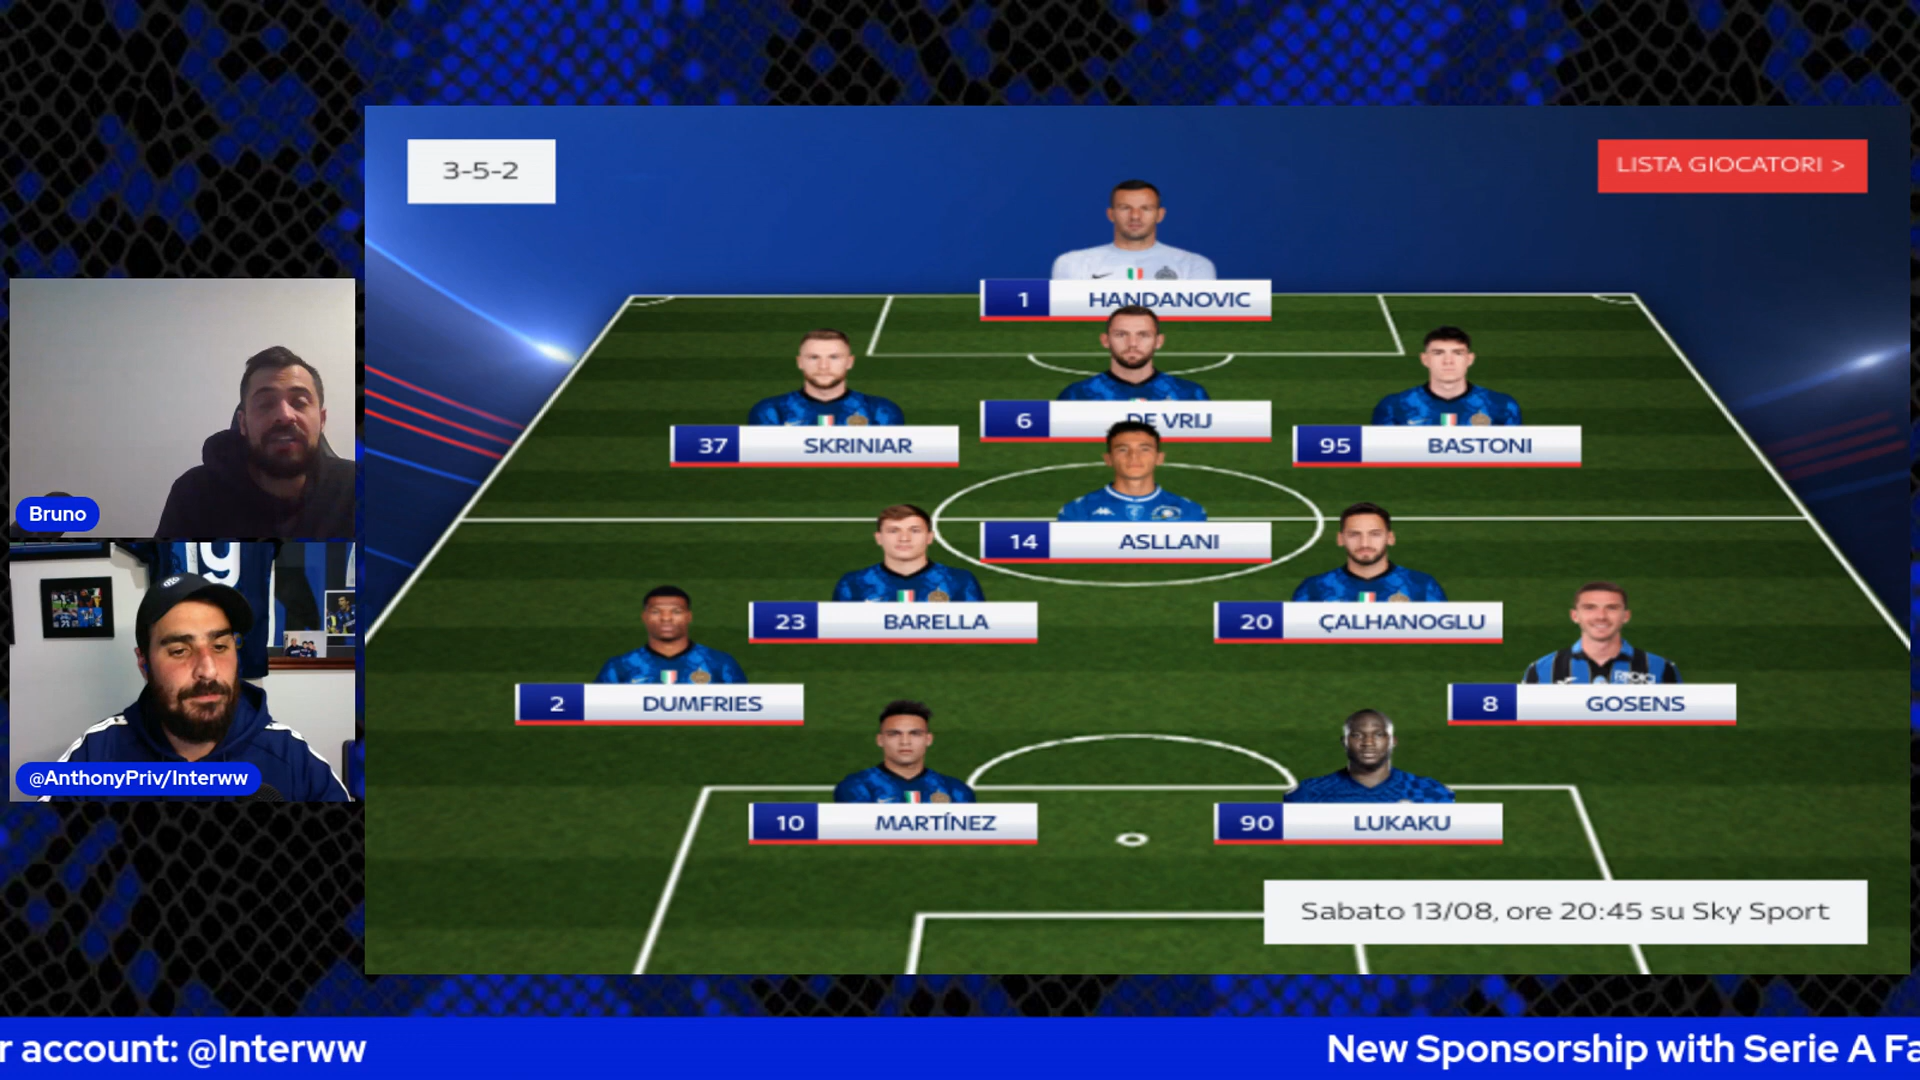 3-5-2
LISTA GIOCATORI >
1 HANDANOVIC
6 DE VRIJ
37 SKRINIAR
95 BASTONI
14 ASLLANI
23 BARELLA
20 ÇALHANOGLU
2 DUMFRIES
8 GOSENS
10 MARTÍNEZ
90 LUKAKU
Sabato 13/08, ore 20:45 su Sky Sport
Bruno
19
@AnthonyPriv/Interww
r account: @Interww
New Sponsorship with Serie A Fa